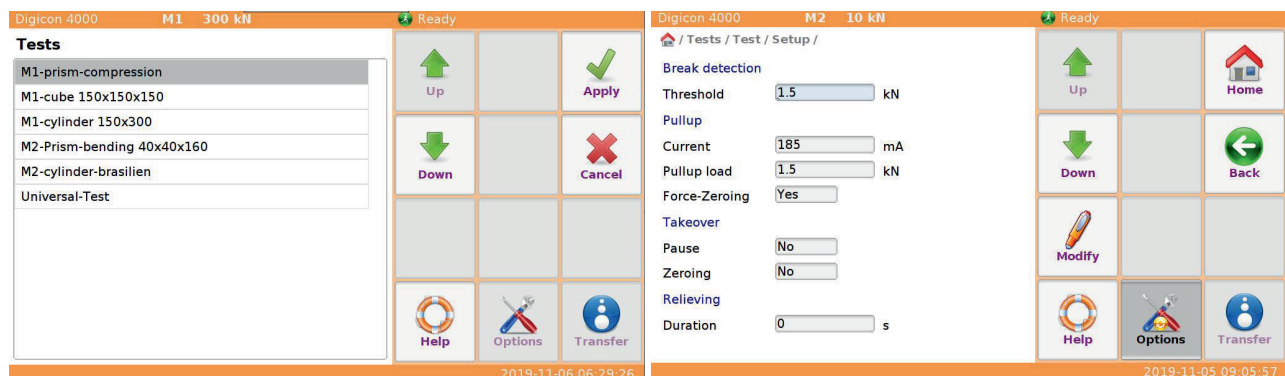 Digicon 4000 M1 300 kN Ready
Tests
M1-prism-compression
M1-cube 150x150x150
M1-cylinder 150x300
M2-Prism-bending 40x40x160
M2-cylinder-brasilien
Universal-Test
Up
Apply
Down
Cancel
Help
Options
Transfer
2019-11-06 06:29:26
Digicon 4000 M2 10 kN Ready
/ Tests / Test / Setup /
Break detection
Threshold 1.5 kN
Pullup
Current 185 mA
Pullup load 1.5 kN
Force-Zeroing Yes
Takeover
Pause No
Zeroing No
Relieving
Duration 0 s
Up
Home
Down
Back
Modify
Help
Options
Transfer
2019-11-05 09:05:57